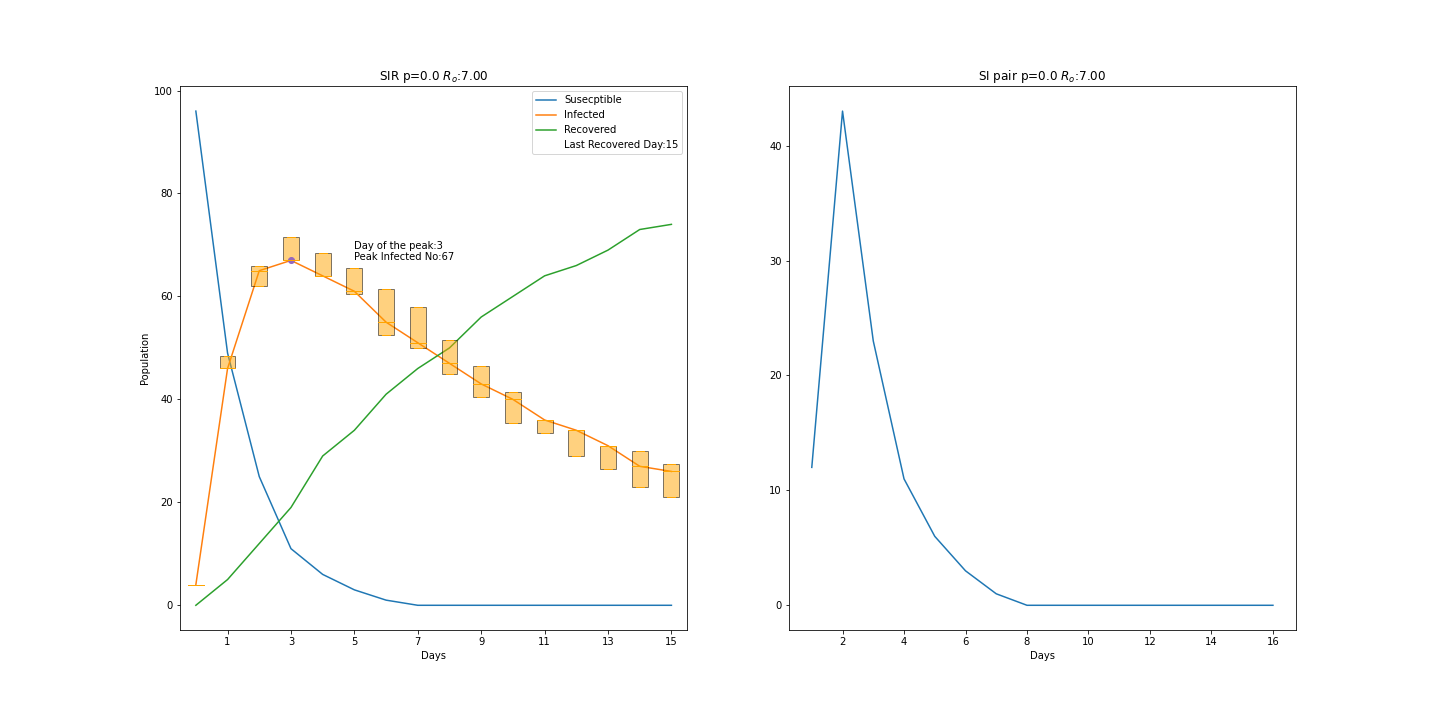 SIR p=0.0 Rₒ:7.00
100
80
60
40
20
0
Population
Susecptible
Infected
Recovered
Last Recovered Day:15
Day of the peak:3
Peak Infected No:67
1 3 5 7 9 11 13 15
Days
SI pair p=0.0 Rₒ:7.00
40
30
20
10
0
2 4 6 8 10 12 14 16
Days